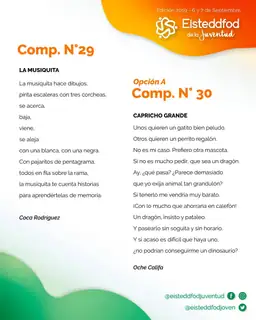 Edición 2023 | 6 y 7 de Septiembre
Eisteddfod
de la Juventud
Comp. N°29
LA MUSIQUITA
La musiquita hace dibujos,
pinta escaleras con tres corcheas,
se acerca,
baja,
viene,
se aleja
con una blanca, con una negra.
Con pajaritos de pentagrama,
todos en fila sobre la rama,
la musiquita te cuenta historias
para aprendértelas de memoria.
Coca Rodríguez
Opción A
Comp. N° 30
CAPRICHO GRANDE
Unos quieren un gatito bien peludo.
Otros quieren un perrito regalón.
No es mi caso. Prefiero otra mascota.
Si no es mucho pedir, que sea un dragón.
Ay, ¿qué pasa? ¿Parece demasiado
que yo exija animal tan grandulón?
Si tenerlo me vendría muy barato.
¡Con lo mucho que ahorraría en calefón!
Un dragón, insisto y pataleo.
Y pasearlo sin soguita y sin horario.
Y si acaso es difícil que haya uno,
¿no podrían conseguirme un dinosaurio?
Oche Califa
@eisteddfodjuventud
@eisteddfodjoven